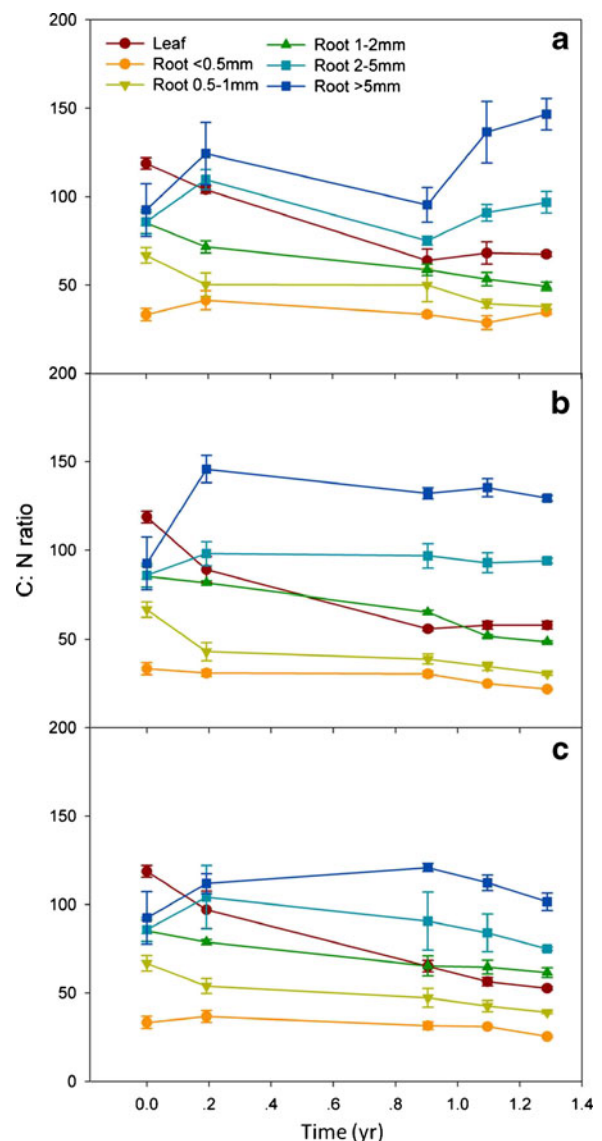 200
Leaf
Root 1-2mm
a
Root <0.5mm
Root 2-5mm
Root 0.5-1mm
Root >5mm
150
100
50
200
b
150
100
50
200
c
150
100
50
0
C: N ratio
0.0 .2 .4 .6 .8 1.0 1.2 1.4
Time (yr)